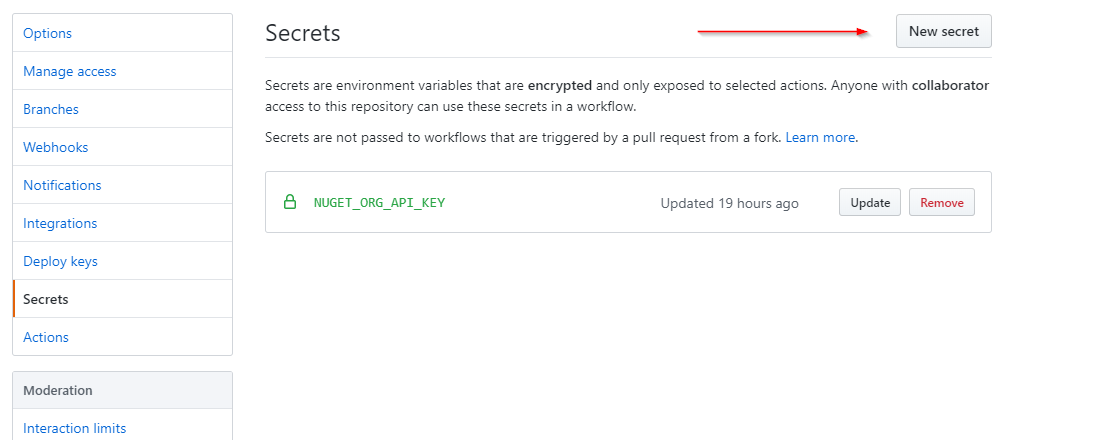 Options
Manage access
Branches
Webhooks
Notifications
Integrations
Deploy keys
Secrets
Actions
Moderation
Interaction limits
Secrets
New secret
Secrets are environment variables that are encrypted and only exposed to selected actions. Anyone with collaborator
access to this repository can use these secrets in a workflow.
Secrets are not passed to workflows that are triggered by a pull request from a fork. Learn more.
NUGET_ORG_API_KEY
Updated 19 hours ago
Update
Remove